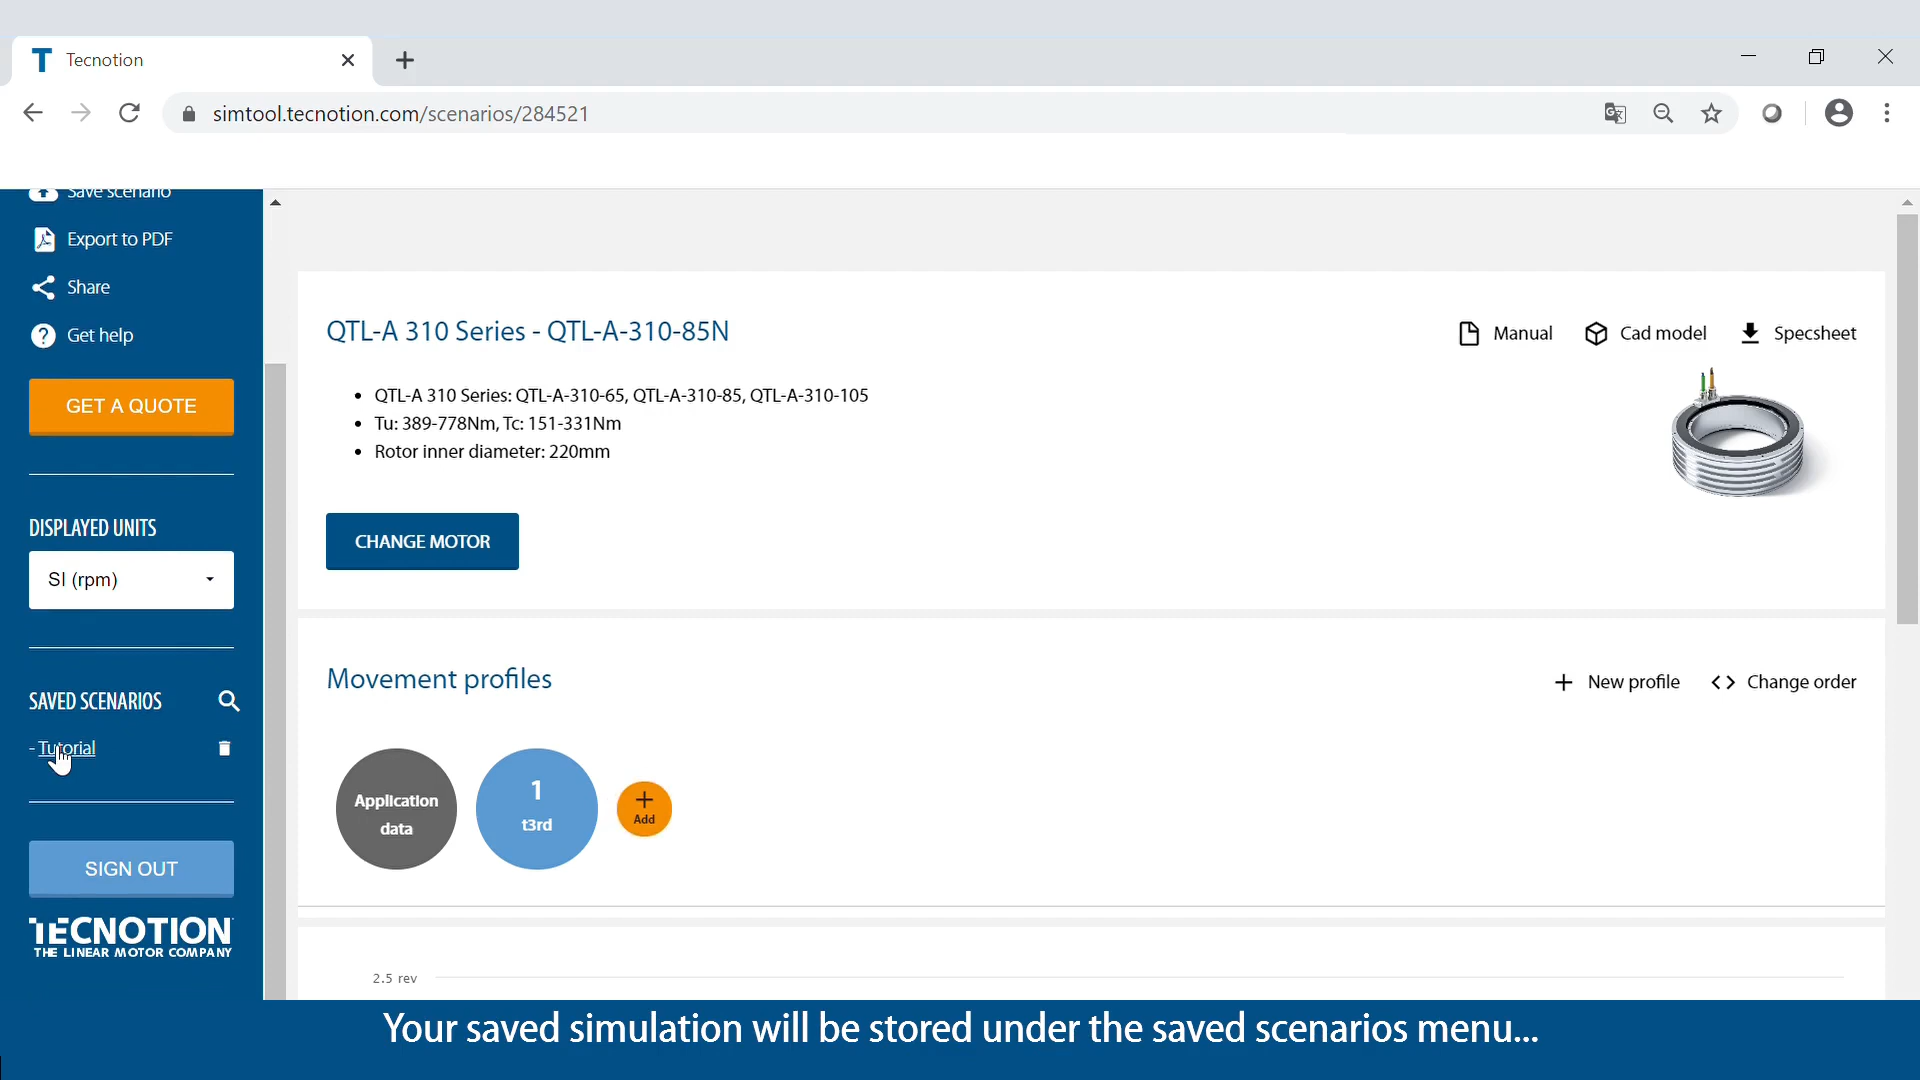 Tecnotion
simtool.tecnotion.com/scenarios/284521
Save scenario
Export to PDF
Share
Get help
GET A QUOTE
DISPLAYED UNITS
SI (rpm)
SAVED SCENARIOS
- Tutorial
SIGN OUT
TECNOTION
THE LINEAR MOTOR COMPANY
QTL-A 310 Series - QTL-A-310-85N
Manual
Cad model
Specsheet
• QTL-A 310 Series: QTL-A-310-65, QTL-A-310-85, QTL-A-310-105
• Tu: 389-778Nm, Tc: 151-331Nm
• Rotor inner diameter: 220mm
CHANGE MOTOR
Movement profiles
New profile
Change order
Application
data
1
t3rd
Add
2.5 rev
Your saved simulation will be stored under the saved scenarios menu...